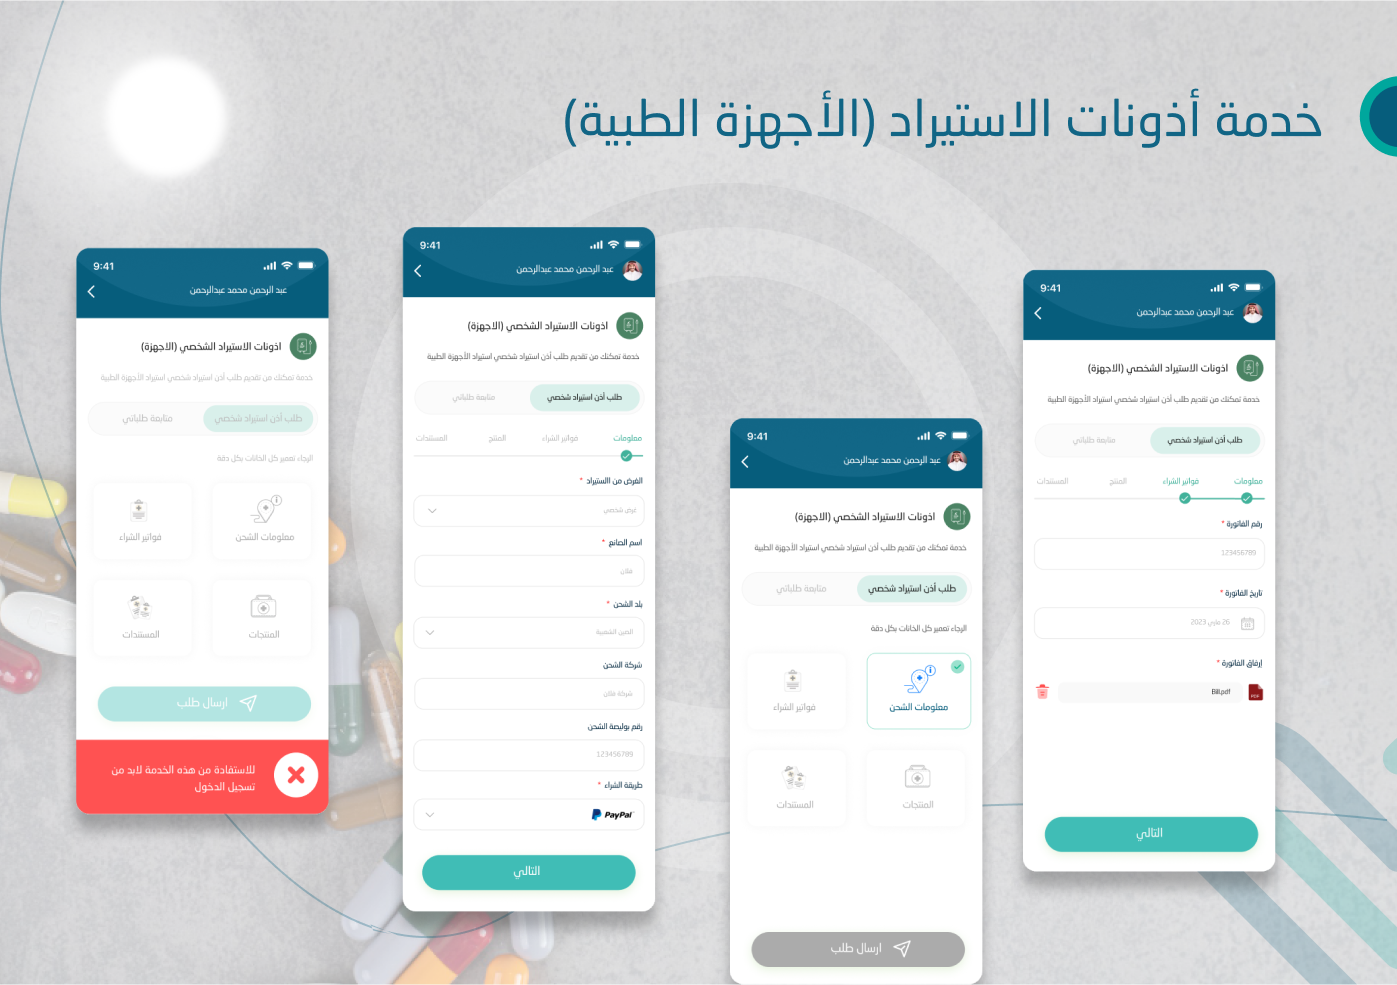 خدمة أذونات الاستيراد (الأجهزة الطبية)
9:41
عبد الرحمن محمد عبدالرحمن
اذونات الاستيراد الشخصي (الاجهزة)
خدمة تمكنك من تقديم طلب أذن استيراد شخصي استيراد الأجهزة الطبية
طلب أذن استيراد شخصي
متابعة طلباتي
معلومات
فواتير الشراء
المنتج
المستندات
رقم الفاتورة *
123456789
تاريخ الفاتورة *
26 مارس 2023
إرفاق الفاتورة *
PDF
Bill.pdf
التالي
9:41
عبد الرحمن محمد عبدالرحمن
اذونات الاستيراد الشخصي (الاجهزة)
خدمة تمكنك من تقديم طلب أذن استيراد شخصي استيراد الأجهزة الطبية
طلب أذن استيراد شخصي
متابعة طلباتي
الرجاء تعمير كل الخانات بكل دقة
معلومات الشحن
فواتير الشراء
المنتجات
المستندات
ارسال طلب
9:41
عبد الرحمن محمد عبدالرحمن
اذونات الاستيراد الشخصي (الاجهزة)
خدمة تمكنك من تقديم طلب أذن استيراد شخصي استيراد الأجهزة الطبية
طلب أذن استيراد شخصي
متابعة طلباتي
معلومات
فواتير الشراء
المنتج
المستندات
الغرض من االستيراد *
غرض شخصي
اسم الصانع *
فلان
بلد الشحن *
الصين الشعبية
شركة الشحن
شركة فلان
رقم بوليصة الشحن
123456789
طريقة الشراء *
PayPal
التالي
9:41
عبد الرحمن محمد عبدالرحمن
اذونات الاستيراد الشخصي (الاجهزة)
خدمة تمكنك من تقديم طلب أذن استيراد شخصي استيراد الأجهزة الطبية
طلب أذن استيراد شخصي
متابعة طلباتي
الرجاء تعمير كل الخانات بكل دقة
معلومات الشحن
فواتير الشراء
المنتجات
المستندات
ارسال طلب
للاستفادة من هذه الخدمة لابد من
تسجيل الدخول